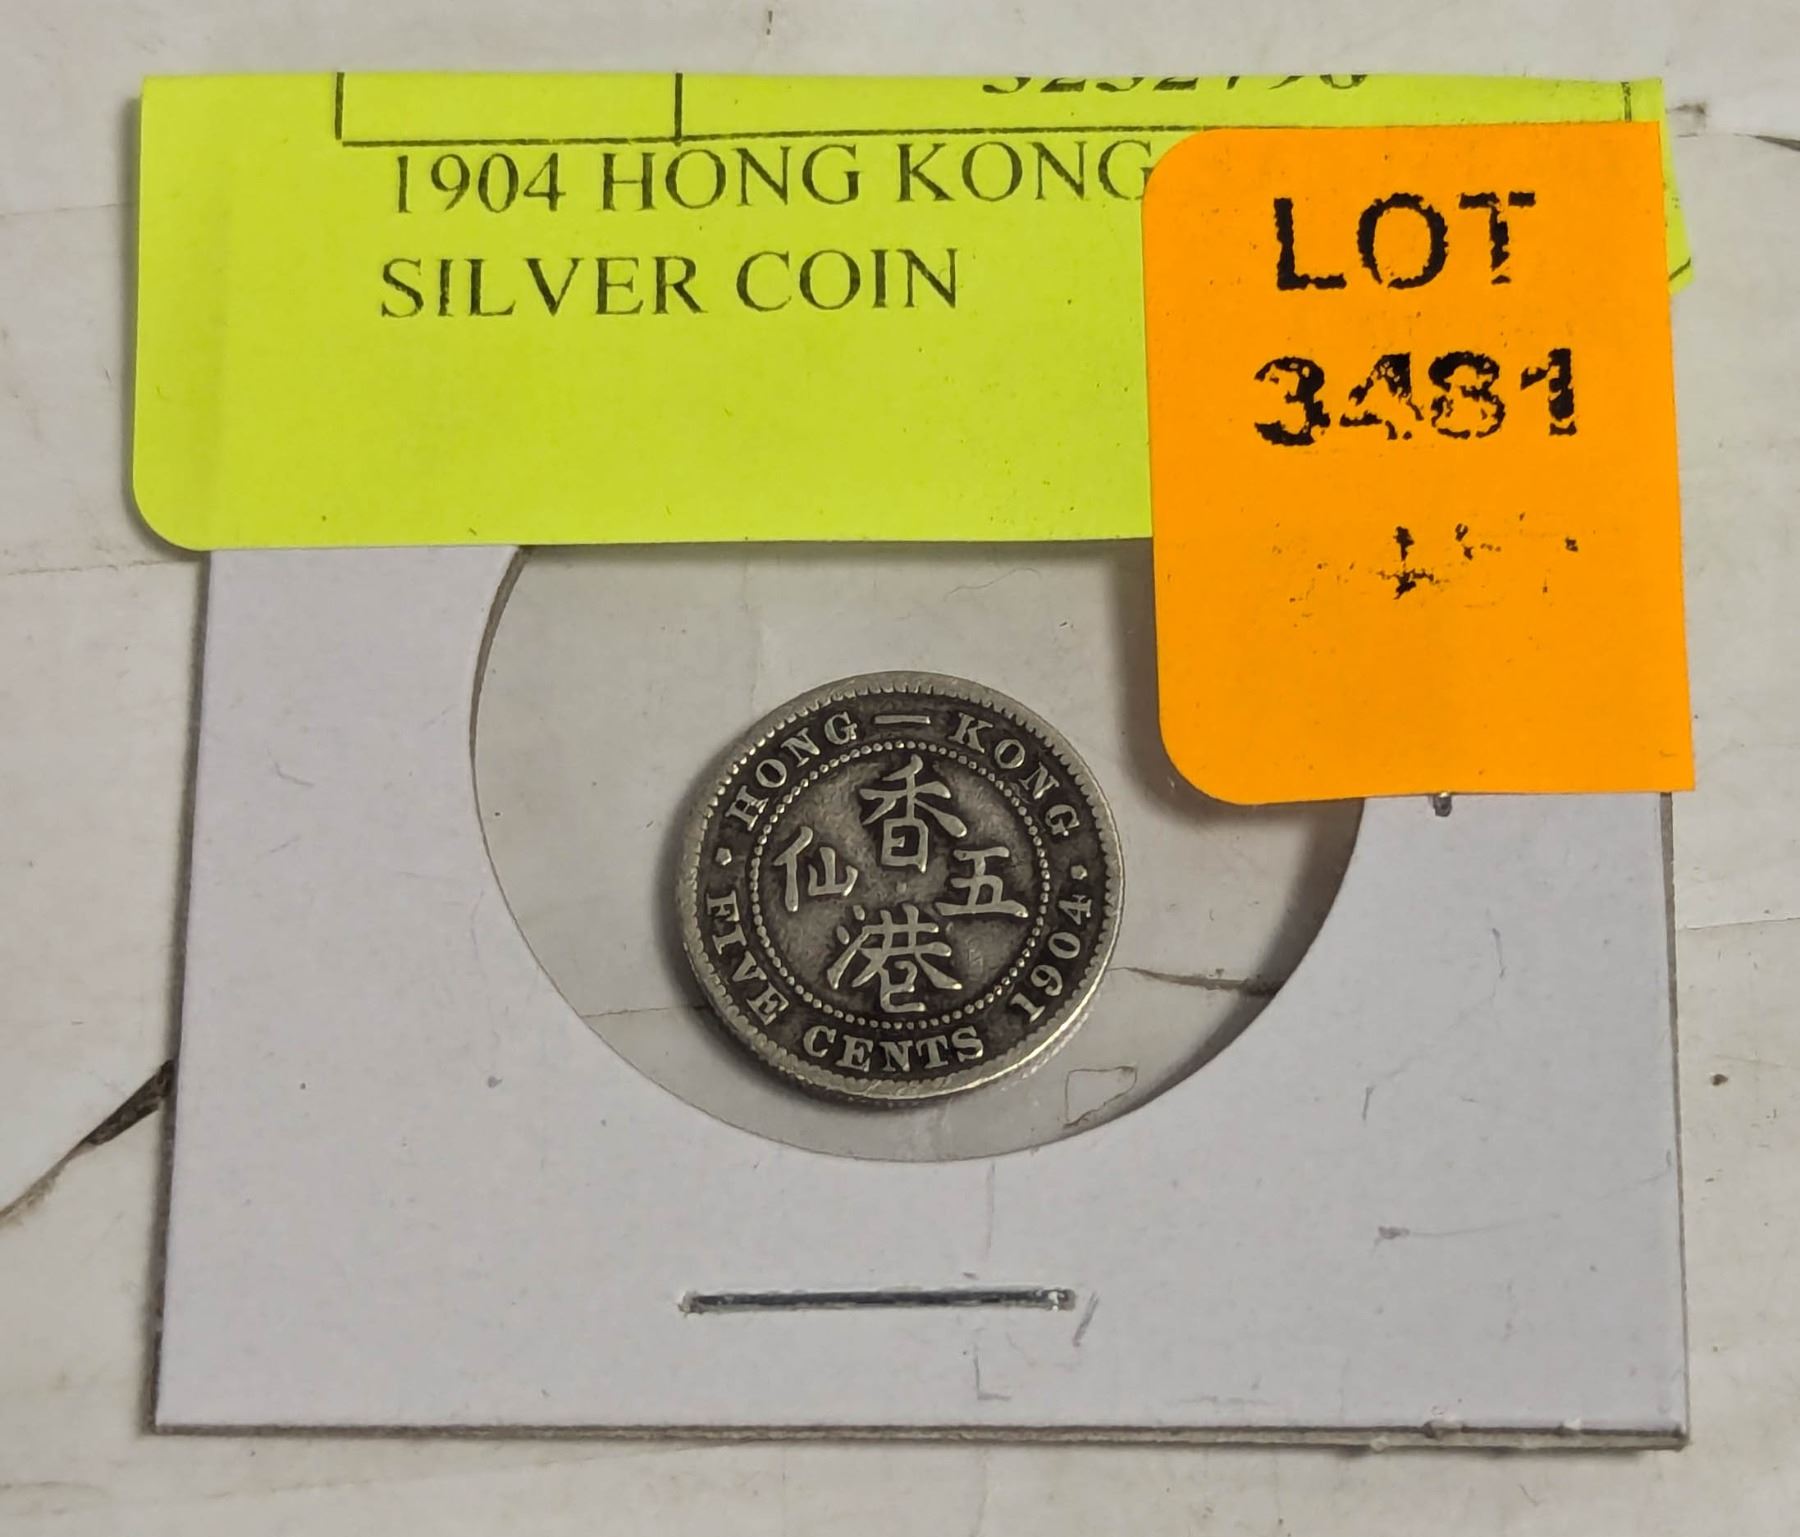 1904 HONG KONG
SILVER COIN
LOT
3481
HONG — KONG
香
仙 五
港
FIVE CENTS 1904